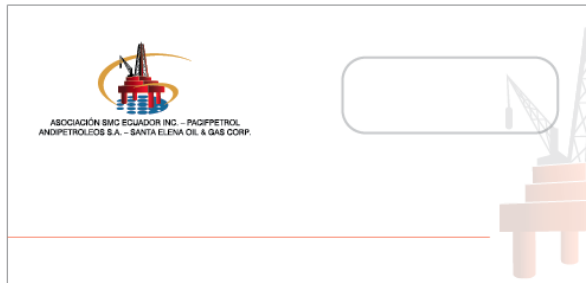 ASOCIACIÓN SMC ECUADOR INC. – PACIFPETROL
ANDIPETROLEOS S.A. – SANTA ELENA OIL & GAS CORP.